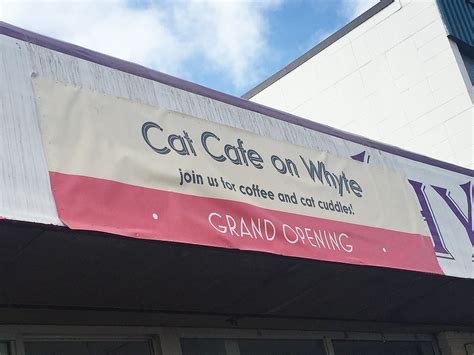 Cat Cafe on Whyte
join us for coffee and cat cuddles!
GRAND OPENING